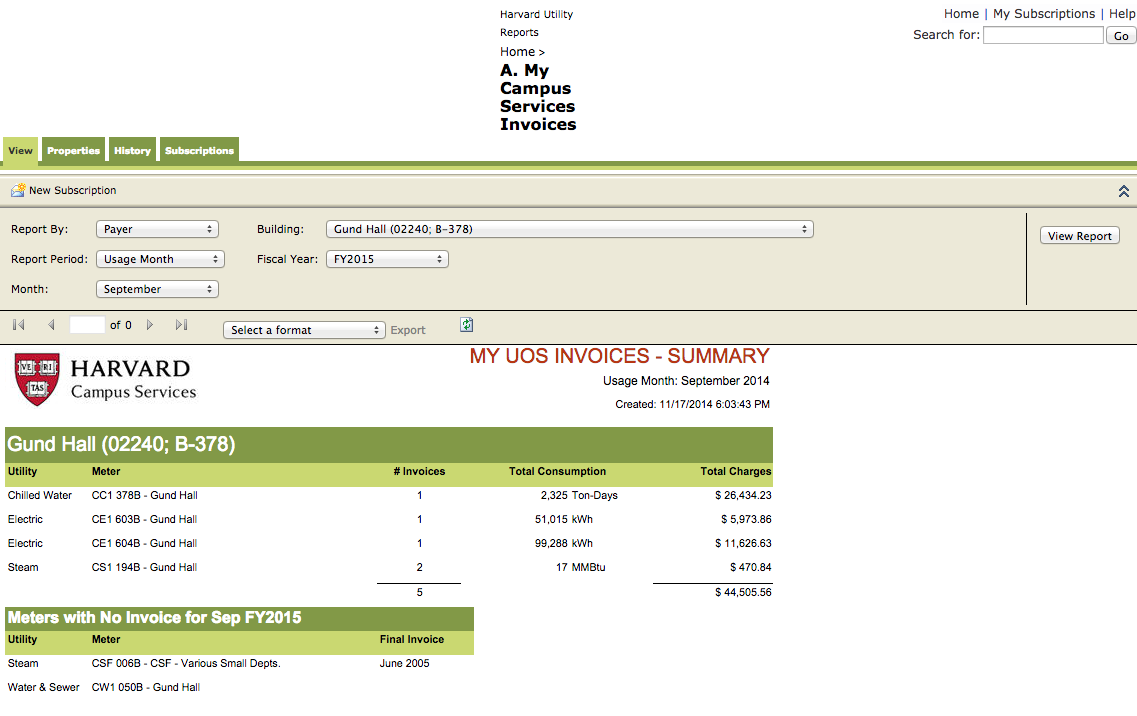 Harvard Utility
Reports
Home >
A. My
Campus
Services
Invoices
Home | My Subscriptions | Help
Search for: Go
View Properties History Subscriptions
New Subscription
Report By: Payer Building: Gund Hall (02240; B-378)
View Report
Report Period: Usage Month Fiscal Year: FY2015
Month: September
of 0 Select a format Export
VE RI TAS
HARVARD
Campus Services
MY UOS INVOICES - SUMMARY
Usage Month: September 2014
Created: 11/17/2014 6:03:43 PM
Gund Hall (02240; B-378)
Utility Meter # Invoices Total Consumption Total Charges
Chilled Water CC1 378B - Gund Hall 1 2,325 Ton-Days $ 26,434.23
Electric CE1 603B - Gund Hall 1 51,015 kWh $ 5,973.86
Electric CE1 604B - Gund Hall 1 99,288 kWh $ 11,626.63
Steam CS1 194B - Gund Hall 2 17 MMBtu $ 470.84
5 $ 44,505.56
Meters with No Invoice for Sep FY2015
Utility Meter Final Invoice
Steam CSF 006B - CSF - Various Small Depts. June 2005
Water & Sewer CW1 050B - Gund Hall